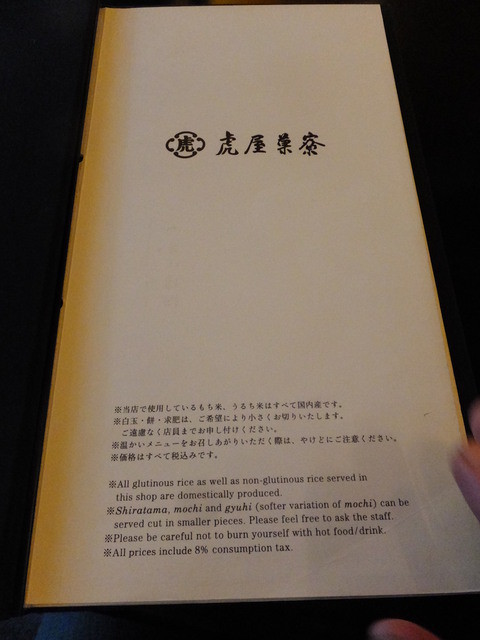 虎 虎屋菓寮
※当店で使用しているもち米、うるち米はすべて国内産です。
※白玉・餅・求肥は、ご希望により小さくお切りいたします。
ご遠慮なく店員までお申し付けください。
※温かいメニューをお召しあがりいただく際は、やけどにご注意ください。
※価格はすべて税込みです。
※All glutinous rice as well as non-glutinous rice served in
this shop are domestically produced.
※Shiratama, mochi and gyuhi (softer variation of mochi) can be
served cut in smaller pieces. Please feel free to ask the staff.
※Please be careful not to burn yourself with hot food/drink.
※All prices include 8% consumption tax.